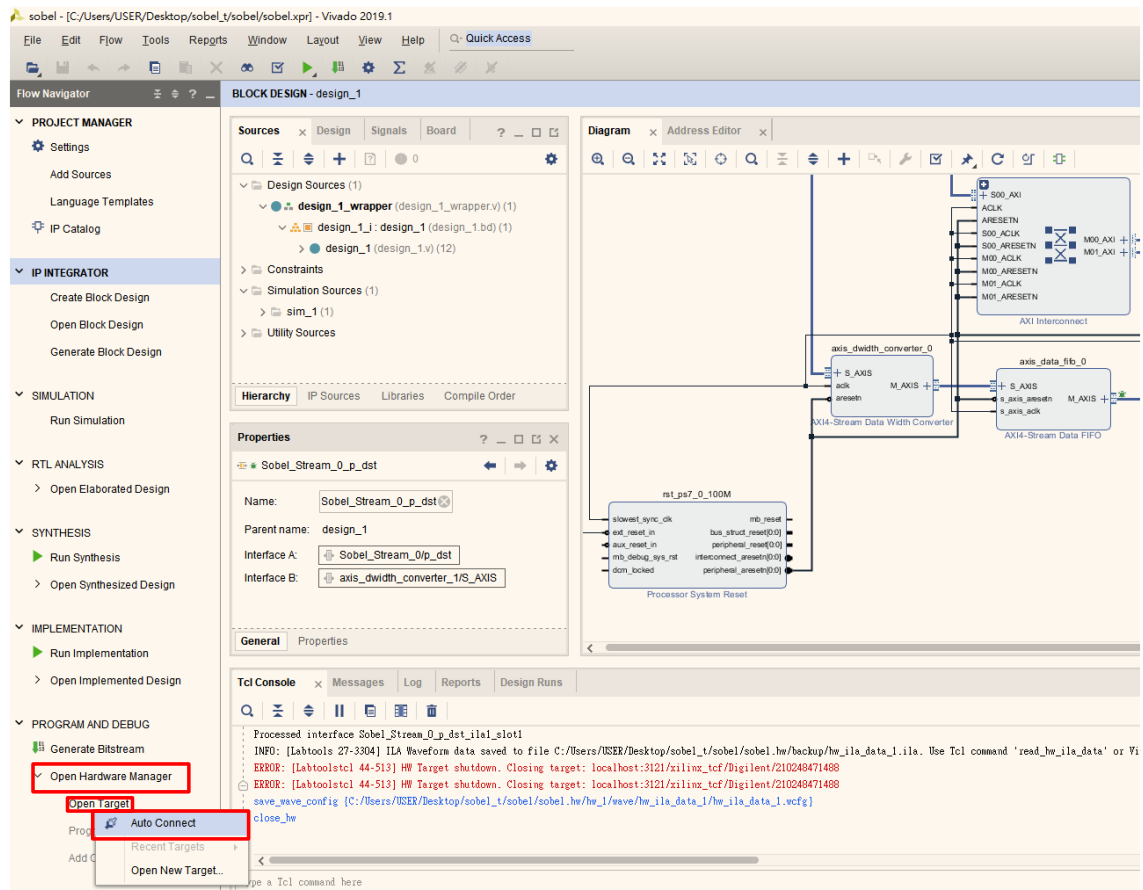 sobel - [C:/Users/USER/Desktop/sobel_t/sobel/sobel.xpr] - Vivado 2019.1
File Edit Flow Tools Reports Window Layout View Help Quick Access
Flow Navigator
BLOCK DESIGN - design_1
PROJECT MANAGER
Settings
Add Sources
Language Templates
IP Catalog
IP INTEGRATOR
Create Block Design
Open Block Design
Generate Block Design
SIMULATION
Run Simulation
RTL ANALYSIS
Open Elaborated Design
SYNTHESIS
Run Synthesis
Open Synthesized Design
IMPLEMENTATION
Run Implementation
Open Implemented Design
PROGRAM AND DEBUG
Generate Bitstream
Open Hardware Manager
Open Target
Auto Connect
Recent Targets
Open New Target...
Prog
Add C
Sources Design Signals Board
0
Design Sources (1)
design_1_wrapper (design_1_wrapper.v) (1)
design_1_i : design_1 (design_1.bd) (1)
design_1 (design_1.v) (12)
Constraints
Simulation Sources (1)
sim_1 (1)
Utility Sources
Hierarchy IP Sources Libraries Compile Order
Properties
Sobel_Stream_0_p_dst
Name: Sobel_Stream_0_p_dst
Parent name: design_1
Interface A: Sobel_Stream_0/p_dst
Interface B: axis_dwidth_converter_1/S_AXIS
General Properties
Diagram Address Editor
S00_AXI
ACLK
ARESETN
S00_ACLK
S00_ARESETN
M00_ACLK
M00_ARESETN
M01_ACLK
M01_ARESETN
M00_AXI
M01_AXI
AXI Interconnect
axis_dwidth_converter_0
S_AXIS
aclk
aresetn
M_AXIS
AXI4-Stream Data Width Converter
axis_data_fifo_0
S_AXIS
s_axis_aresetn
s_axis_aclk
M_AXIS
AXI4-Stream Data FIFO
rst_ps7_0_100M
slowest_sync_clk
ext_reset_in
aux_reset_in
mb_debug_sys_rst
dcm_locked
mb_reset
bus_struct_reset[0:0]
peripheral_reset[0:0]
interconnect_aresetn[0:0]
peripheral_aresetn[0:0]
Processor System Reset
Tcl Console Messages Log Reports Design Runs
Processed interface Sobel_Stream_0_p_dst_ila1_slot1
INFO: [Labtools 27-3304] ILA Waveform data saved to file C:/Users/USER/Desktop/sobel_t/sobel/sobel.hw/backup/hw_ila_data_1.ila. Use Tcl command 'read_hw_ila_data' or Vi
ERROR: [Labtoolstcl 44-513] HW Target shutdown. Closing target: localhost:3121/xilinx_tcf/Digilent/210248471488
ERROR: [Labtoolstcl 44-513] HW Target shutdown. Closing target: localhost:3121/xilinx_tcf/Digilent/210248471488
save_wave_config {C:/Users/USER/Desktop/sobel_t/sobel/sobel.hw/hw_1/wave/hw_ila_data_1/hw_ila_data_1.wcfg}
close_hw
ype a Tcl command here